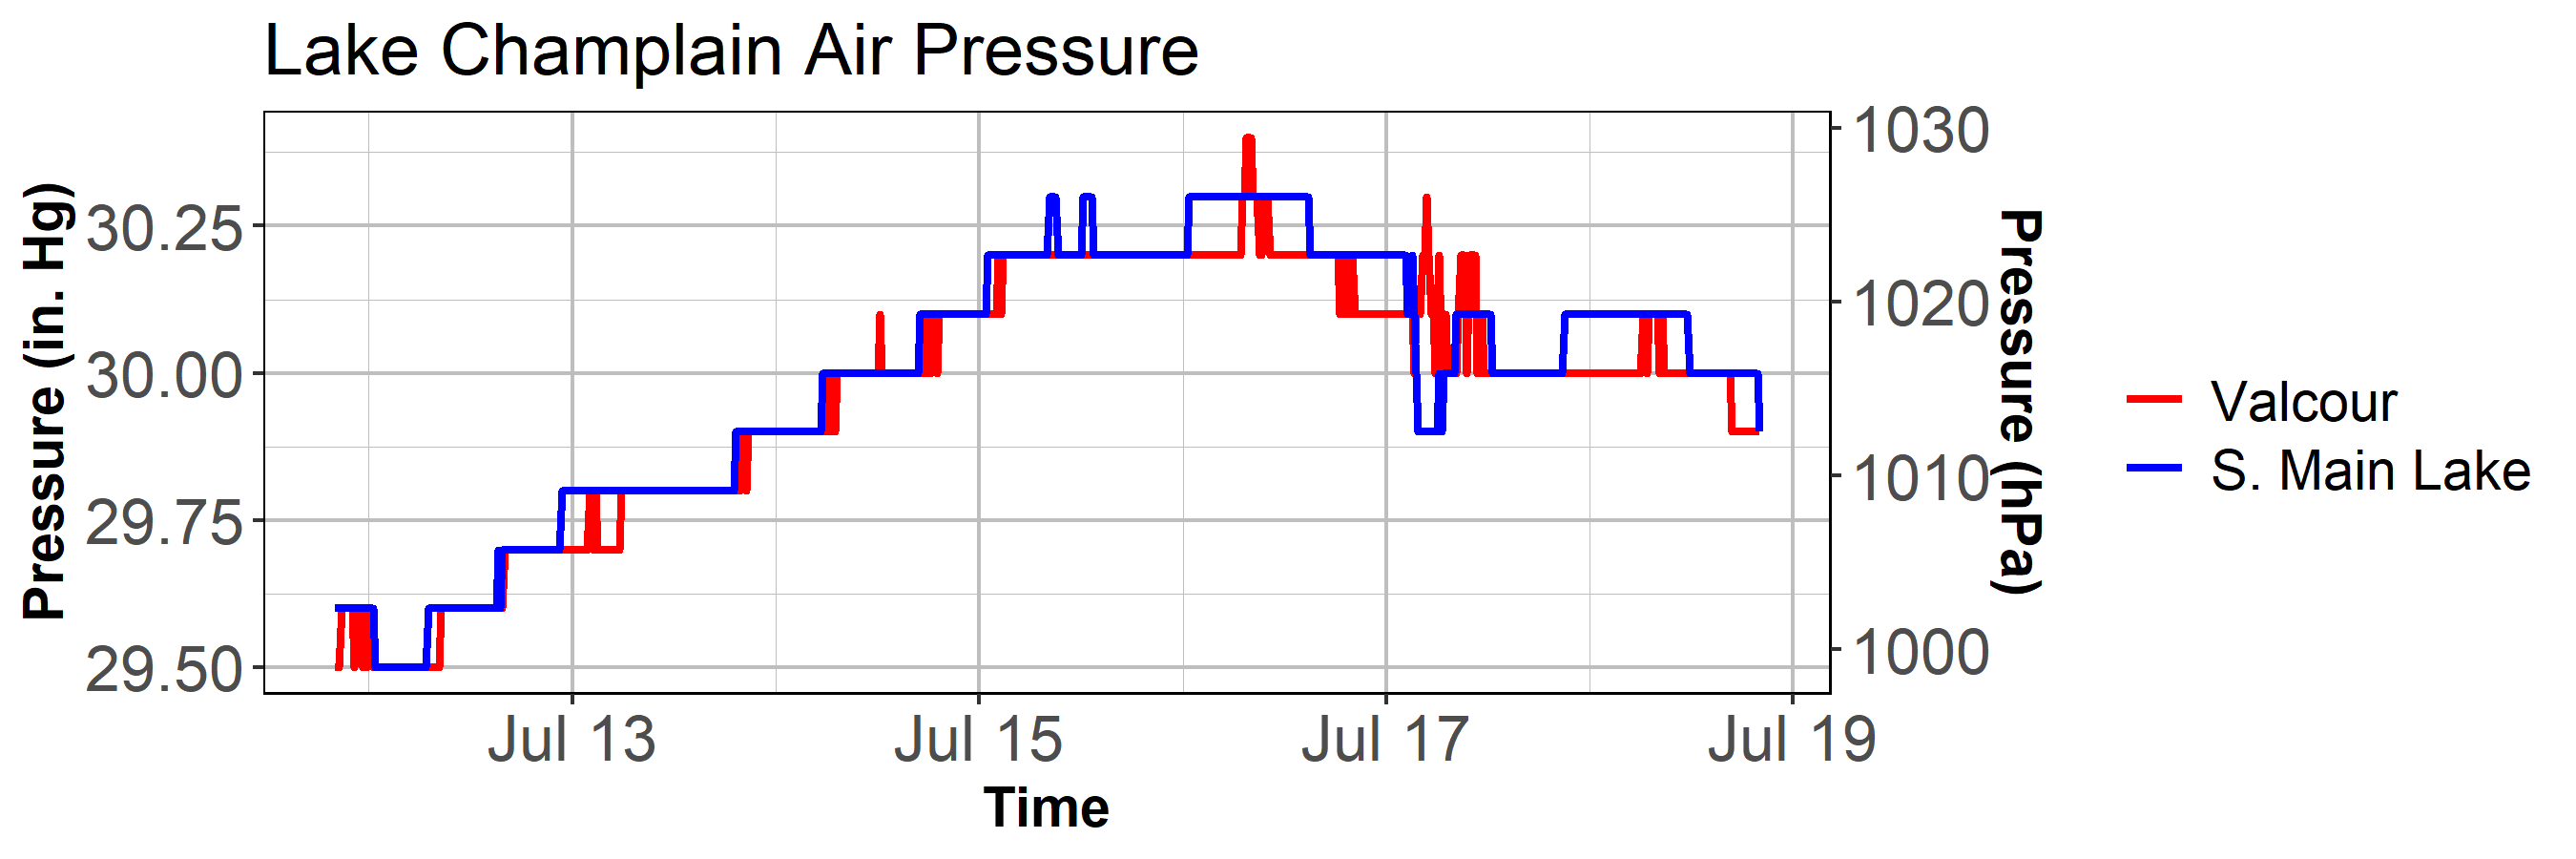 Lake Champlain Air Pressure
Pressure (in. Hg)
30.25
30.00
29.75
29.50
1030
1020
1010
1000
Pressure (hPa)
Jul 13
Jul 15
Jul 17
Jul 19
Time
Valcour
S. Main Lake